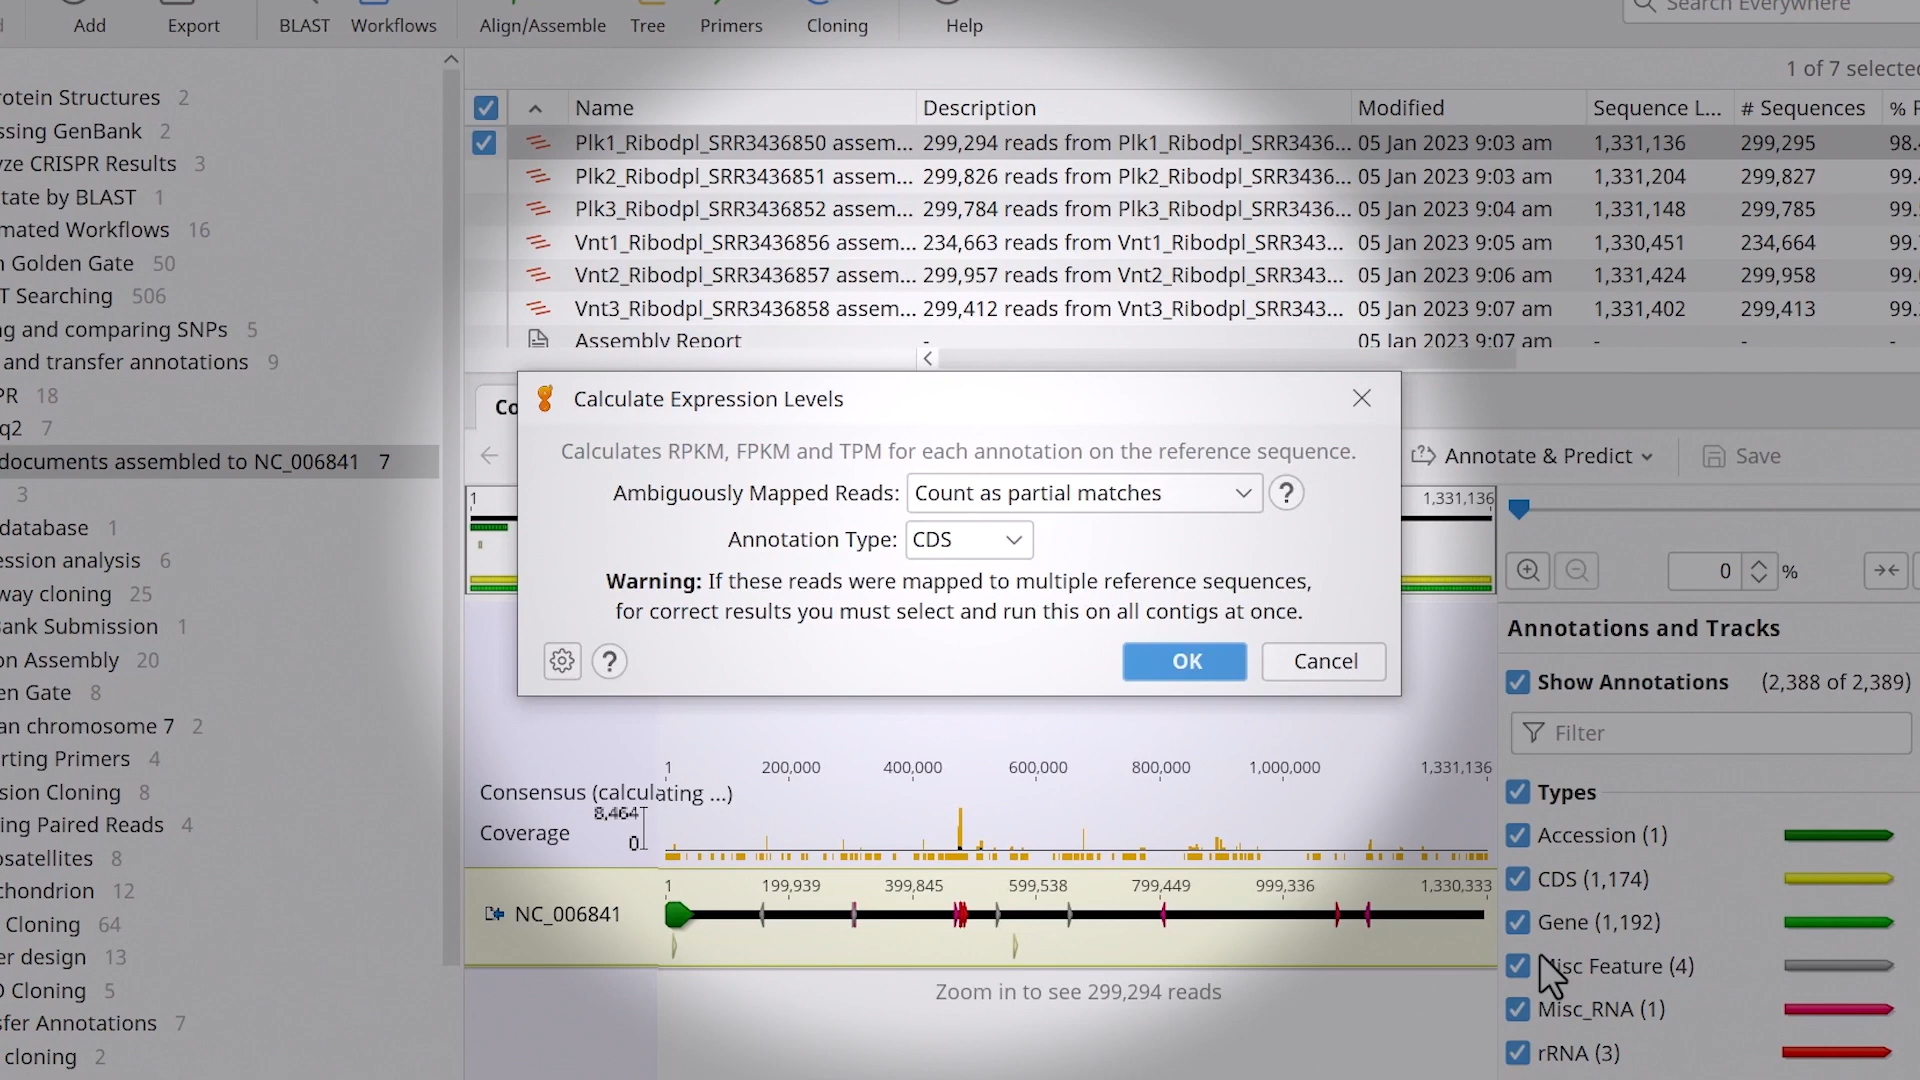 Add Export BLAST Workflows Align/Assemble Tree Primers Cloning Help Search Everywhere
1 of 7 selected
Name Description Modified Sequence L... # Sequences %
Plk1_Ribodpl_SRR3436850 assem... 299,294 reads from Plk1_Ribodpl_SRR3436... 05 Jan 2023 9:03 am 1,331,136 299,295 98.
Plk2_Ribodpl_SRR3436851 assem... 299,826 reads from Plk2_Ribodpl_SRR3436... 05 Jan 2023 9:03 am 1,331,204 299,827 99.
Plk3_Ribodpl_SRR3436852 assem... 299,784 reads from Plk3_Ribodpl_SRR3436... 05 Jan 2023 9:04 am 1,331,148 299,785 99.
Vnt1_Ribodpl_SRR3436856 assem... 234,663 reads from Vnt1_Ribodpl_SRR343... 05 Jan 2023 9:05 am 1,330,451 234,664 99.
Vnt2_Ribodpl_SRR3436857 assem... 299,957 reads from Vnt2_Ribodpl_SRR343... 05 Jan 2023 9:06 am 1,331,424 299,958 99.
Vnt3_Ribodpl_SRR3436858 assem... 299,412 reads from Vnt3_Ribodpl_SRR343... 05 Jan 2023 9:07 am 1,331,402 299,413 99.
Assembly Report - 05 Jan 2023 9:07 am - - -
rotein Structures 2
ssing GenBank 2
yze CRISPR Results 3
tate by BLAST 1
mated Workflows 16
n Golden Gate 50
T Searching 506
ng and comparing SNPs 5
and transfer annotations 9
PR 18
q2 7
documents assembled to NC_006841 7
3
database 1
ession analysis 6
way cloning 25
ank Submission 1
on Assembly 20
en Gate 8
an chromosome 7 2
rting Primers 4
sion Cloning 8
ing Paired Reads 4
osatellites 8
chondrion 12
Cloning 64
er design 13
O Cloning 5
sfer Annotations 7
cloning 2
Co
Calculate Expression Levels
Calculates RPKM, FPKM and TPM for each annotation on the reference sequence.
Ambiguously Mapped Reads: Count as partial matches ?
Annotation Type: CDS
Warning: If these reads were mapped to multiple reference sequences,
for correct results you must select and run this on all contigs at once.
? OK Cancel
Annotate & Predict Save
1 1,331,136
0 %
Annotations and Tracks
Show Annotations (2,388 of 2,389)
Filter
Types
Accession (1)
CDS (1,174)
Gene (1,192)
Misc Feature (4)
Misc_RNA (1)
rRNA (3)
1 200,000 400,000 600,000 800,000 1,000,000 1,331,136
Consensus (calculating ...)
8,464
Coverage 0
1 199,939 399,845 599,538 799,449 999,336 1,330,333
NC_006841
Zoom in to see 299,294 reads